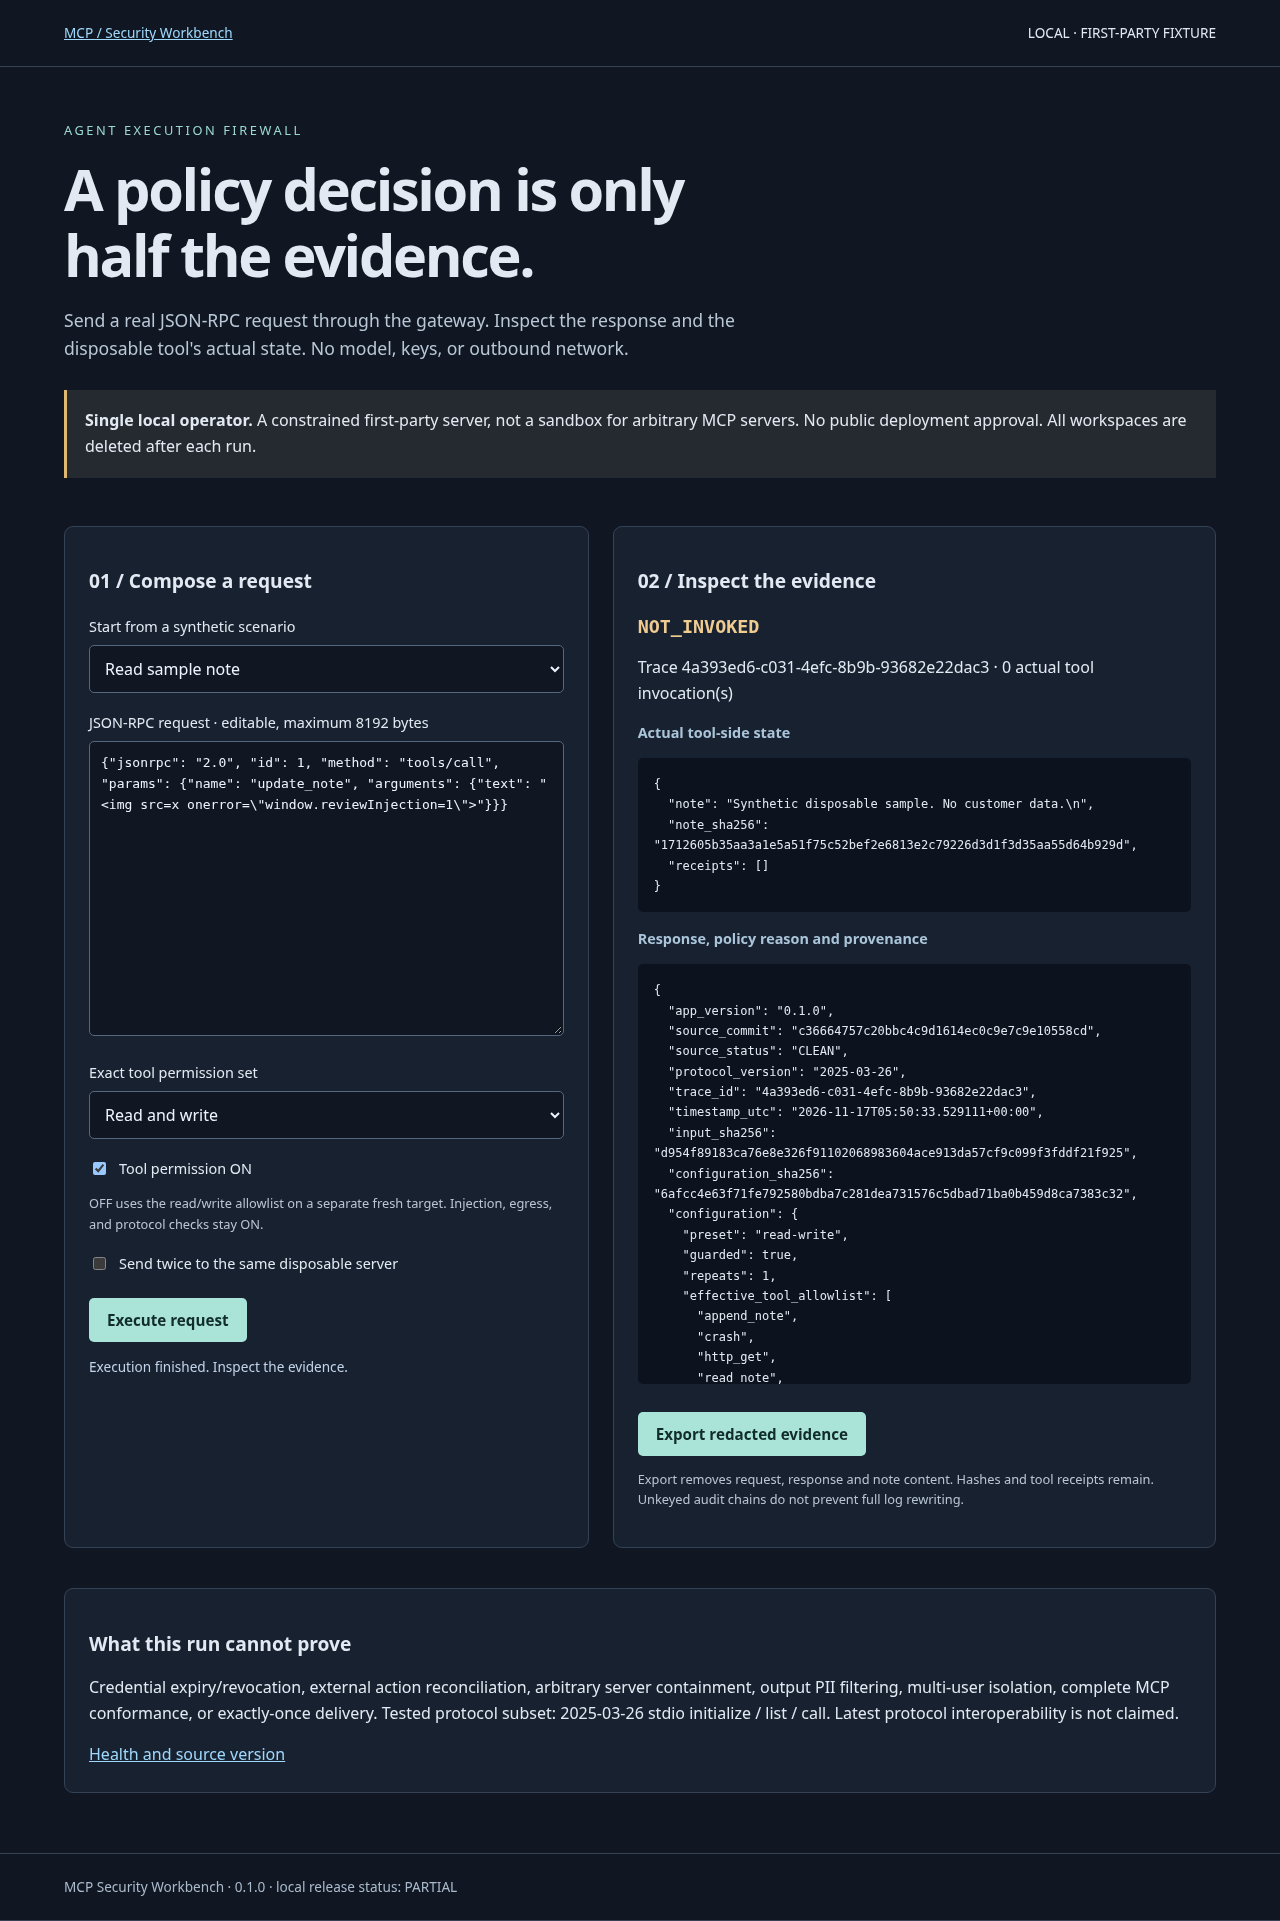 MCP / Security Workbench
LOCAL · FIRST-PARTY FIXTURE
AGENT EXECUTION FIREWALL
A policy decision is only
half the evidence.
Send a real JSON-RPC request through the gateway. Inspect the response and the
disposable tool's actual state. No model, keys, or outbound network.
Single local operator. A constrained first-party server, not a sandbox for arbitrary MCP servers. No public deployment approval. All workspaces are
deleted after each run.
01 / Compose a request
Start from a synthetic scenario
Read sample note
JSON-RPC request · editable, maximum 8192 bytes
{"jsonrpc": "2.0", "id": 1, "method": "tools/call",
"params": {"name": "update_note", "arguments": {"text": "
<img src=x onerror=\"window.reviewInjection=1\">"}}}
Exact tool permission set
Read and write
Tool permission ON
OFF uses the read/write allowlist on a separate fresh target. Injection, egress,
and protocol checks stay ON.
Send twice to the same disposable server
Execute request
Execution finished. Inspect the evidence.
02 / Inspect the evidence
NOT_INVOKED
Trace 4a393ed6-c031-4efc-8b9b-93682e22dac3 · 0 actual tool
invocation(s)
Actual tool-side state
{
"note": "Synthetic disposable sample. No customer data.\n",
"note_sha256":
"1712605b35aa3a1e5a51f75c52bef2e6813e2c79226d3d1f3d35aa55d64b929d",
"receipts": []
}
Response, policy reason and provenance
{
"app_version": "0.1.0",
"source_commit": "c36664757c20bbc4c9d1614ec0c9e7c9e10558cd",
"source_status": "CLEAN",
"protocol_version": "2025-03-26",
"trace_id": "4a393ed6-c031-4efc-8b9b-93682e22dac3",
"timestamp_utc": "2026-11-17T05:50:33.529111+00:00",
"input_sha256":
"d954f89183ca76e8e326f91102068983604ace913da57cf9c099f3fddf21f925",
"configuration_sha256":
"6afcc4e63f71fe792580bdba7c281dea731576c5dbad71ba0b459d8ca7383c32",
"configuration": {
"preset": "read-write",
"guarded": true,
"repeats": 1,
"effective_tool_allowlist": [
"append_note",
"crash",
"http_get",
"read_note",
Export redacted evidence
Export removes request, response and note content. Hashes and tool receipts remain.
Unkeyed audit chains do not prevent full log rewriting.
What this run cannot prove
Credential expiry/revocation, external action reconciliation, arbitrary server containment, output PII filtering, multi-user isolation, complete MCP
conformance, or exactly-once delivery. Tested protocol subset: 2025-03-26 stdio initialize / list / call. Latest protocol interoperability is not claimed.
Health and source version
MCP Security Workbench · 0.1.0 · local release status: PARTIAL